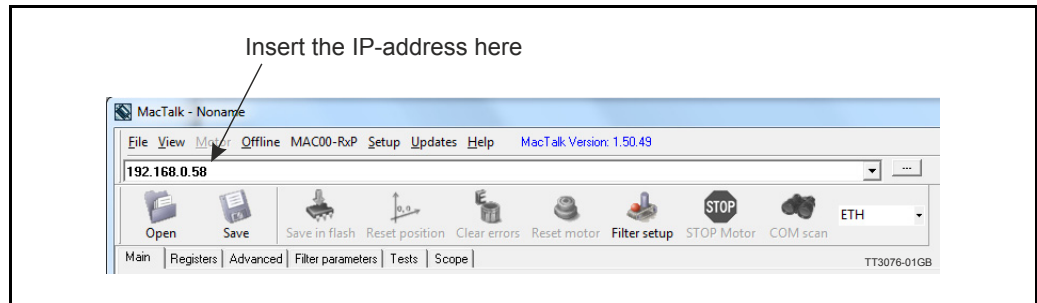 Insert the IP-address here
MacTalk - Noname
File View Motor Offline MAC00-RxP Setup Updates Help MacTalk Version: 1.50.49
192.168.0.58
...
E
STOP
0,0
ETH
Open Save Save in flash Reset position Clear errors Reset motor Filter setup STOP Motor COM scan
Main Registers Advanced Filter parameters Tests Scope
TT3076-01GB